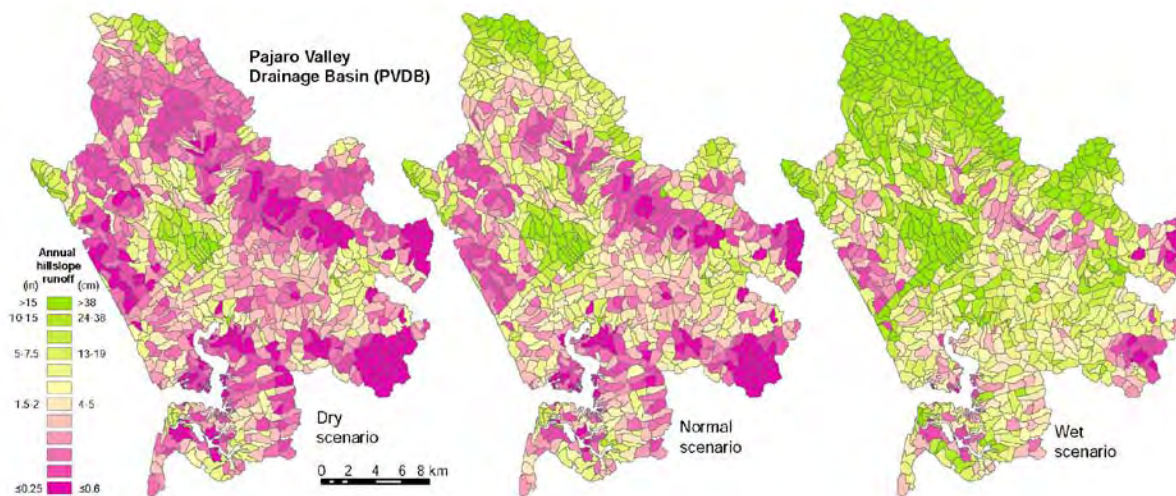 Pajaro Valley
Drainage Basin (PVDB)
Annual
hillslope
runoff
(in) (cm)
>15 >38
10-15 24-38
5-7.5 13-19
1.5-2 4-5
≤0.25 ≤0.6
Dry
scenario
0 2 4 6 8 km
Normal
scenario
Wet
scenario